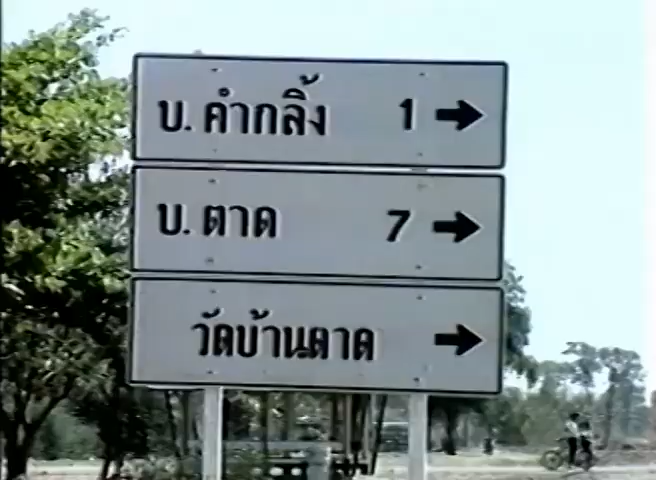 บ. คำกลิ้ง 1
บ. ตาด 7
วัดบ้านตาด